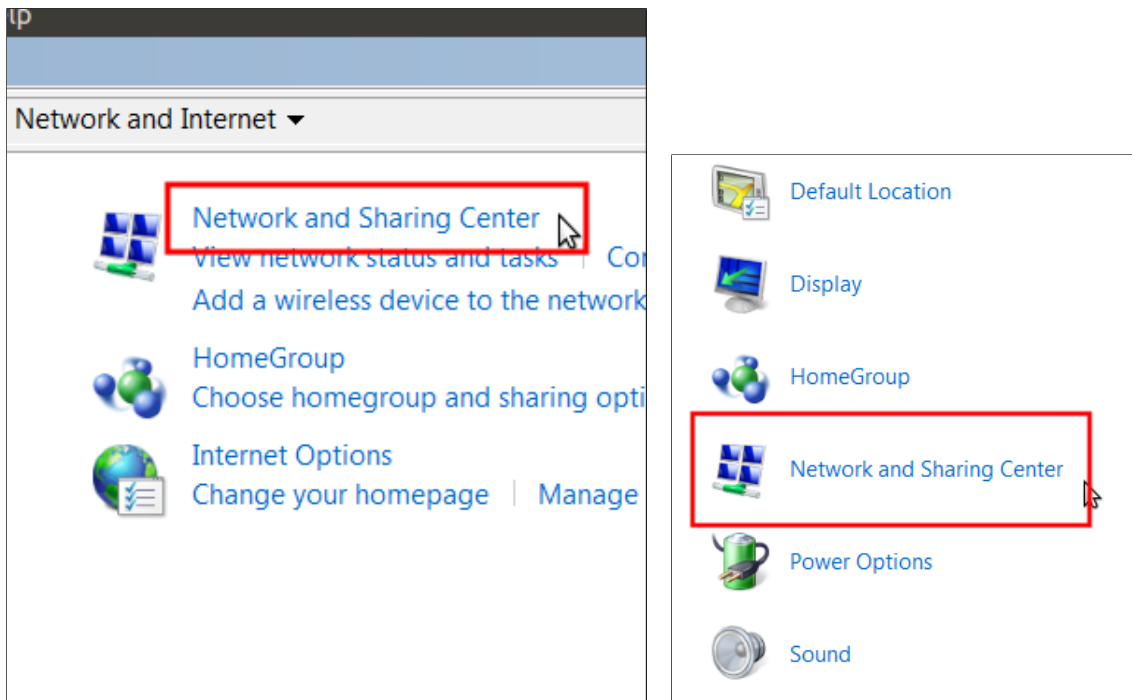 lp
Network and Internet
Network and Sharing Center
View network status and tasks
Add a wireless device to the network
HomeGroup
Choose homegroup and sharing opti
Internet Options
Change your homepage Manage
Default Location
Display
HomeGroup
Network and Sharing Center
Power Options
Sound